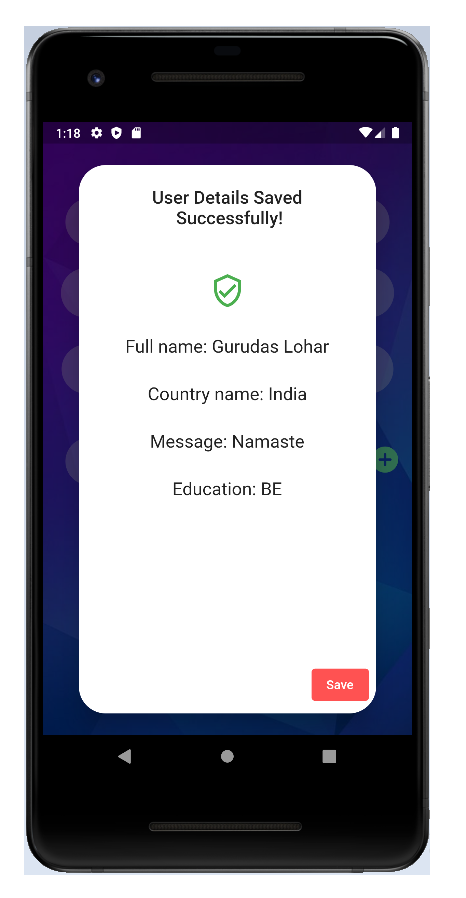 1:18
User Details Saved
Successfully!
Full name: Gurudas Lohar
Country name: India
Message: Namaste
Education: BE
Save